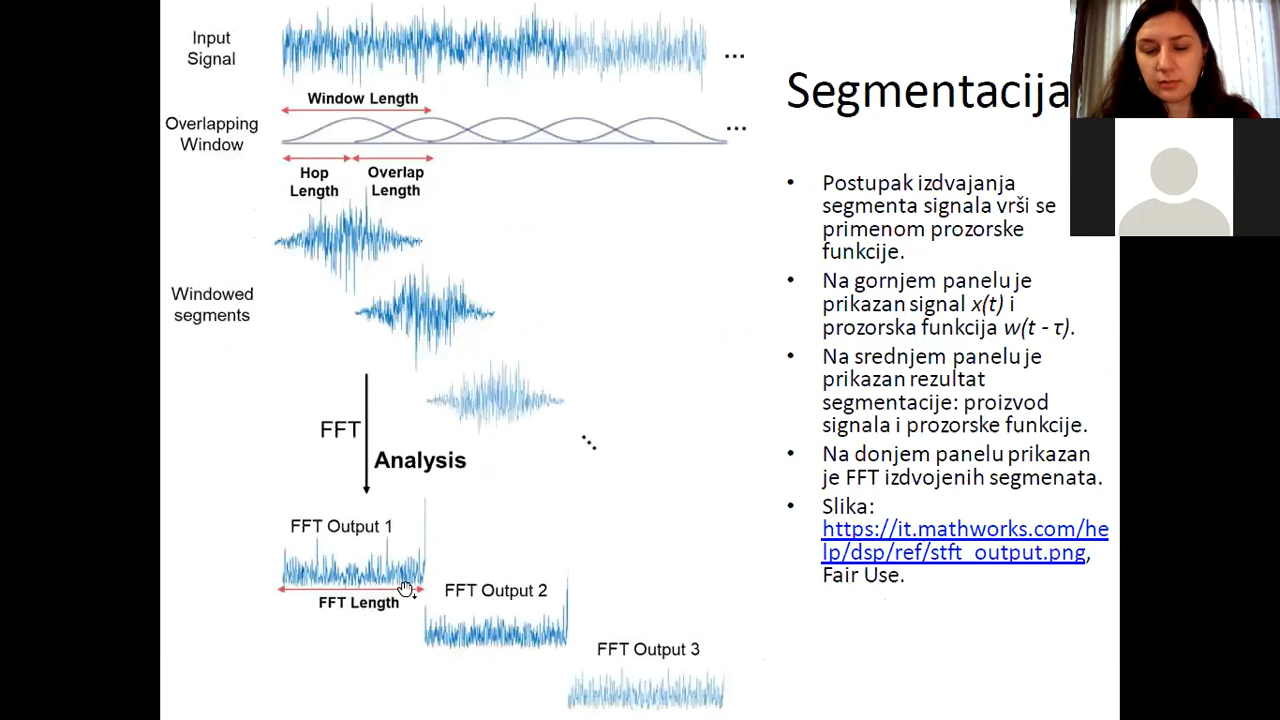 Input
Signal
...
Window Length
Overlapping
Window
...
Hop
Length
Overlap
Length
Windowed
segments
FFT
Analysis
FFT Output 1
FFT Length
FFT Output 2
FFT Output 3
Segmentacija
• Postupak izdvajanja
segmenta signala vrši se
primenom prozorske
funkcije.
• Na gornjem panelu je
prikazan signal x(t) i
prozorska funkcija w(t - τ).
• Na srednjem panelu je
prikazan rezultat
segmentacije: proizvod
signala i prozorske funkcije.
• Na donjem panelu prikazan
je FFT izdvojenih segmenata.
• Slika:
https://it.mathworks.com/he
lp/dsp/ref/stft_output.png,
Fair Use.